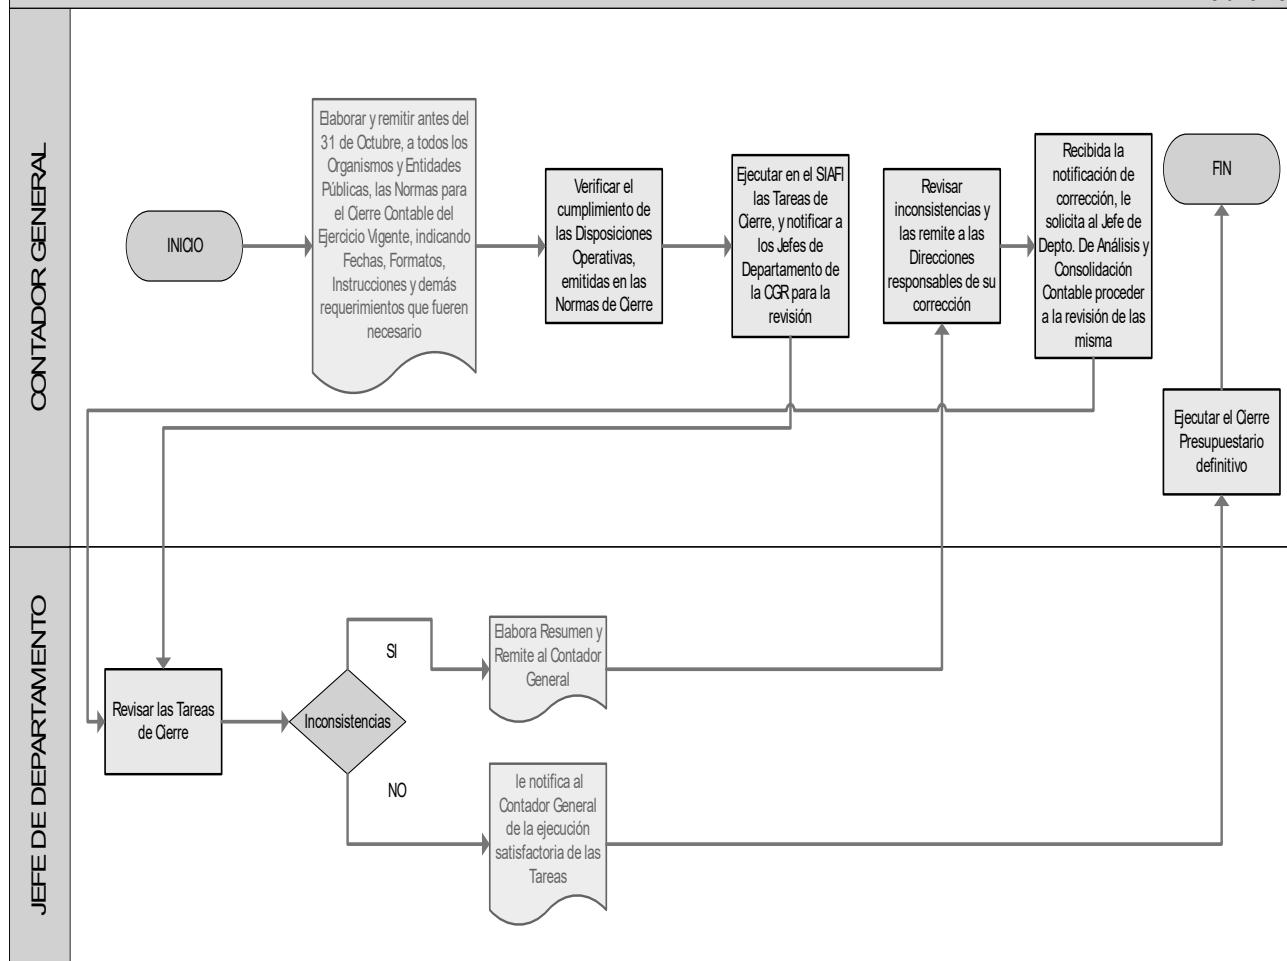 CONTADOR GENERAL
INICIO
Elaborar y remitir antes del
31 de Octubre, a todos los
Organismos y Entidades
Públicas, las Normas para
el Cierre Contable del
Ejercicio Vigente, indicando
Fechas, Formatos,
Instrucciones y demás
requerimientos que fueren
necesario
Verificar el
cumplimiento de
las Disposiciones
Operativas,
emitidas en las
Normas de Cierre
Ejecutar en el SIAFI
las Tareas de
Cierre, y notificar a
los Jefes de
Departamento de
la CGR para la
revisión
Revisar
inconsistencias y
las remite a las
Direcciones
responsables de su
corrección
Recibida la
notificación de
corrección, le
solicita al Jefe de
Depto. De Análisis y
Consolidación
Contable proceder
a la revisión de las
misma
FIN
Ejecutar el Cierre
Presupuestario
definitivo
JEFE DE DEPARTAMENTO
Revisar las Tareas
de Cierre
Inconsistencias
SI
Elabora Resumen y
Remite al Contador
General
NO
le notifica al
Contador General
de la ejecución
satisfactoria de las
Tareas